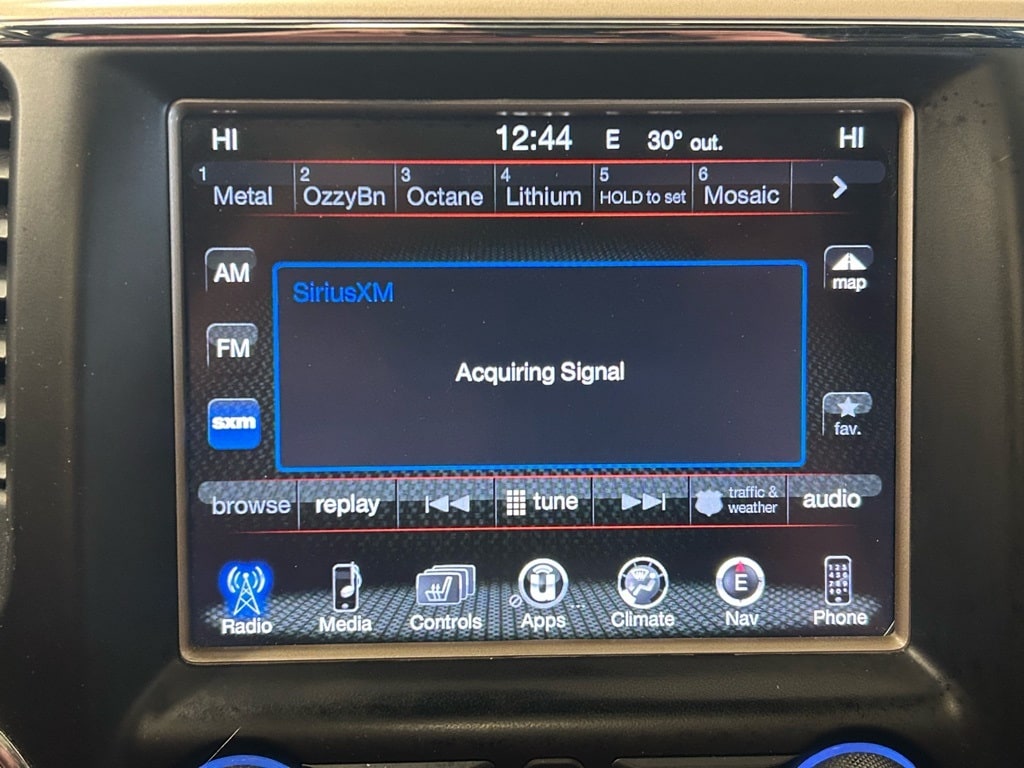 HI 12:44 E 30° out. HI
1 Metal 2 OzzyBn 3 Octane 4 Lithium 5 HOLD to set 6 Mosaic
AM
FM
sxm
SiriusXM
Acquiring Signal
map
fav.
browse replay tune traffic & weather audio
Radio Media Controls Apps Climate E Nav Phone